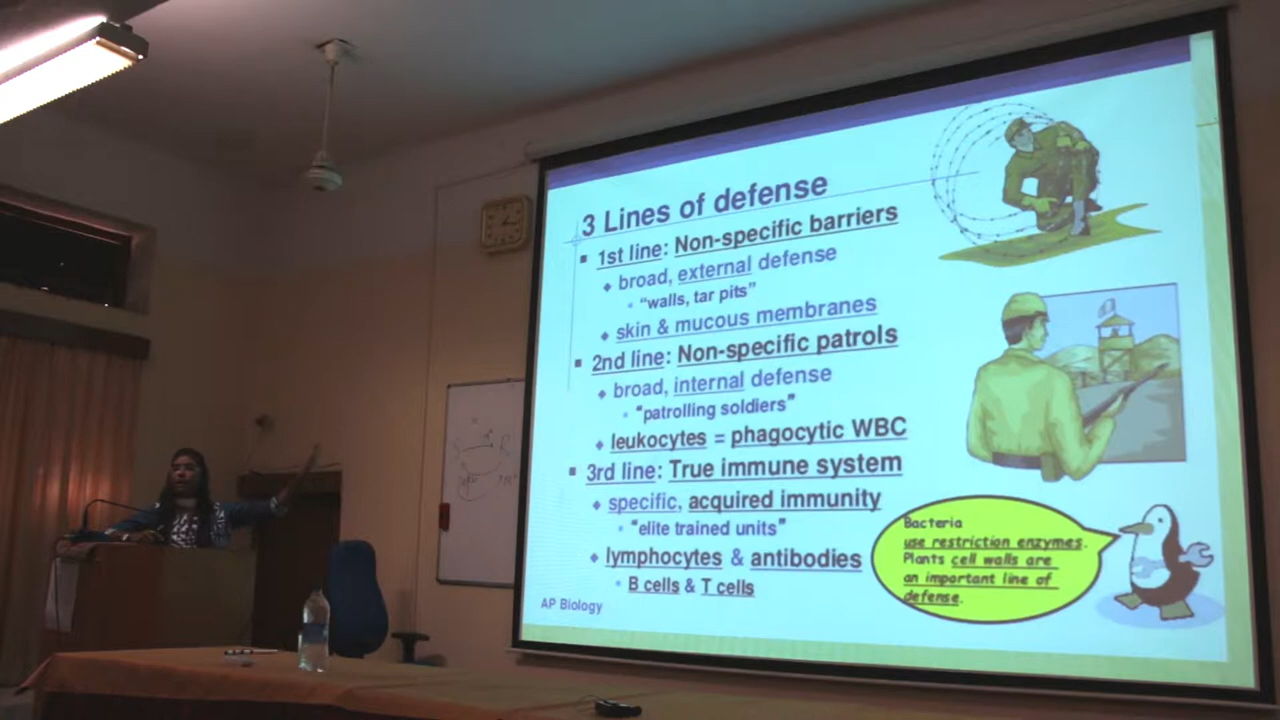 3 Lines of defense
1st line: Non-specific barriers
broad, external defense
"walls, tar pits"
skin & mucous membranes
2nd line: Non-specific patrols
broad, internal defense
"patrolling soldiers"
leukocytes = phagocytic WBC
3rd line: True immune system
specific, acquired immunity
"elite trained units"
lymphocytes & antibodies
B cells & T cells
AP Biology
Bacteria
use restriction enzymes.
Plants cell walls are
an important line of
defense.